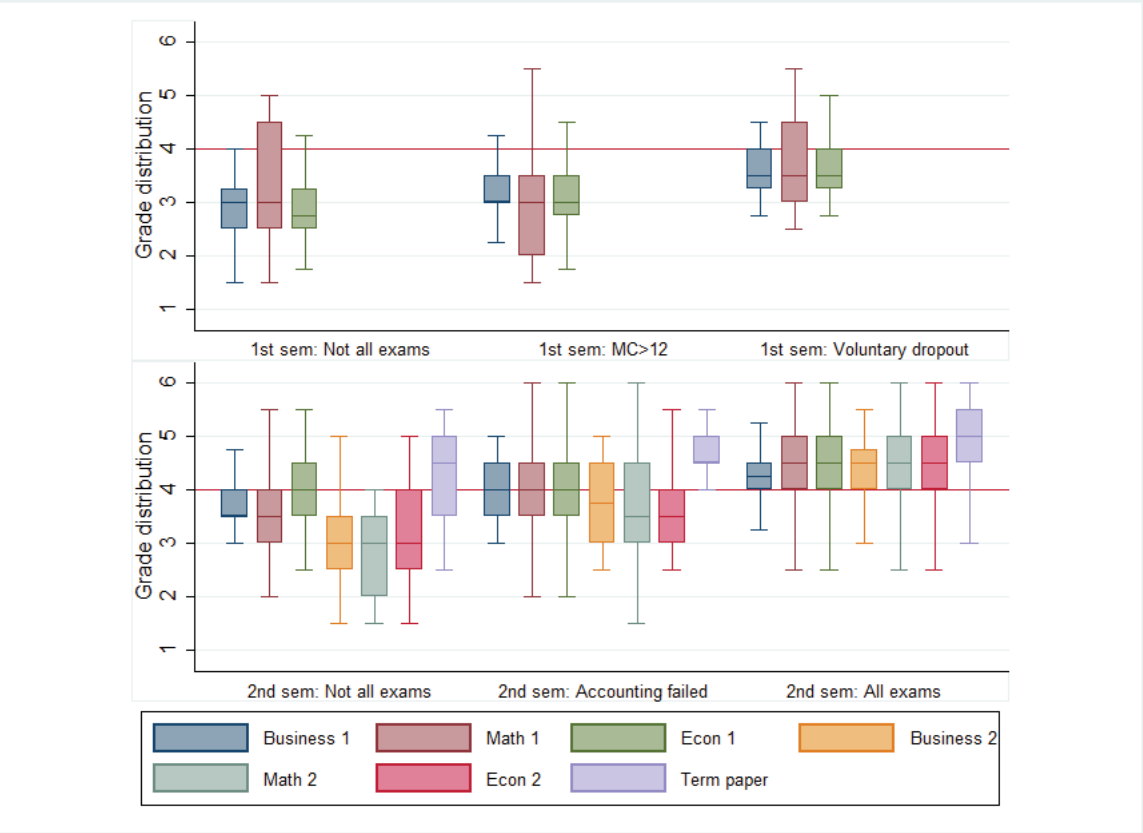 Grade distribution
6
5
4
3
2
1
1st sem: Not all exams 1st sem: MC>12 1st sem: Voluntary dropout
Grade distribution
6
5
4
3
2
1
2nd sem: Not all exams 2nd sem: Accounting failed 2nd sem: All exams
Business 1 Math 1 Econ 1 Business 2
Math 2 Econ 2 Term paper